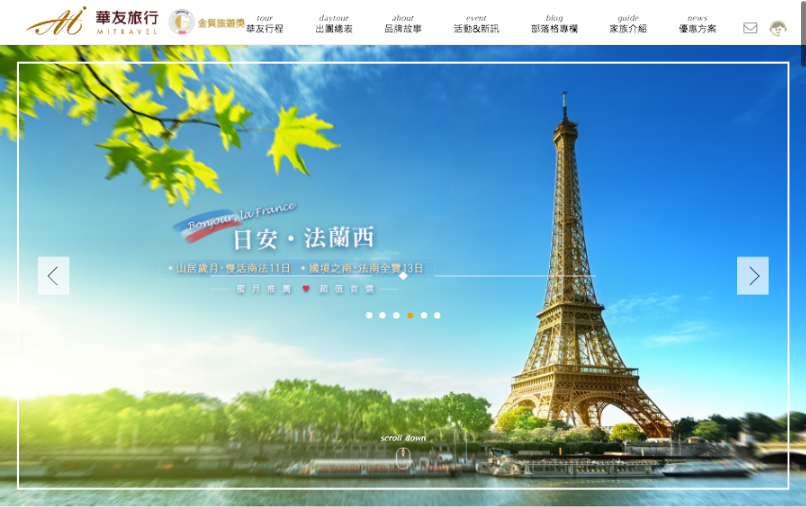 華友旅行
MITRAVEL
金質旅遊獎
tour
華友行程
daytour
出團總表
about
品牌故事
event
活動&新訊
blog
部落格專欄
guide
家族介紹
news
優惠方案
Bonjour, la France
日安・法蘭西
•山居歲月·慢活南法11日 •國境之南·法南全覽13日
蜜月推薦♥超值首選
scroll down